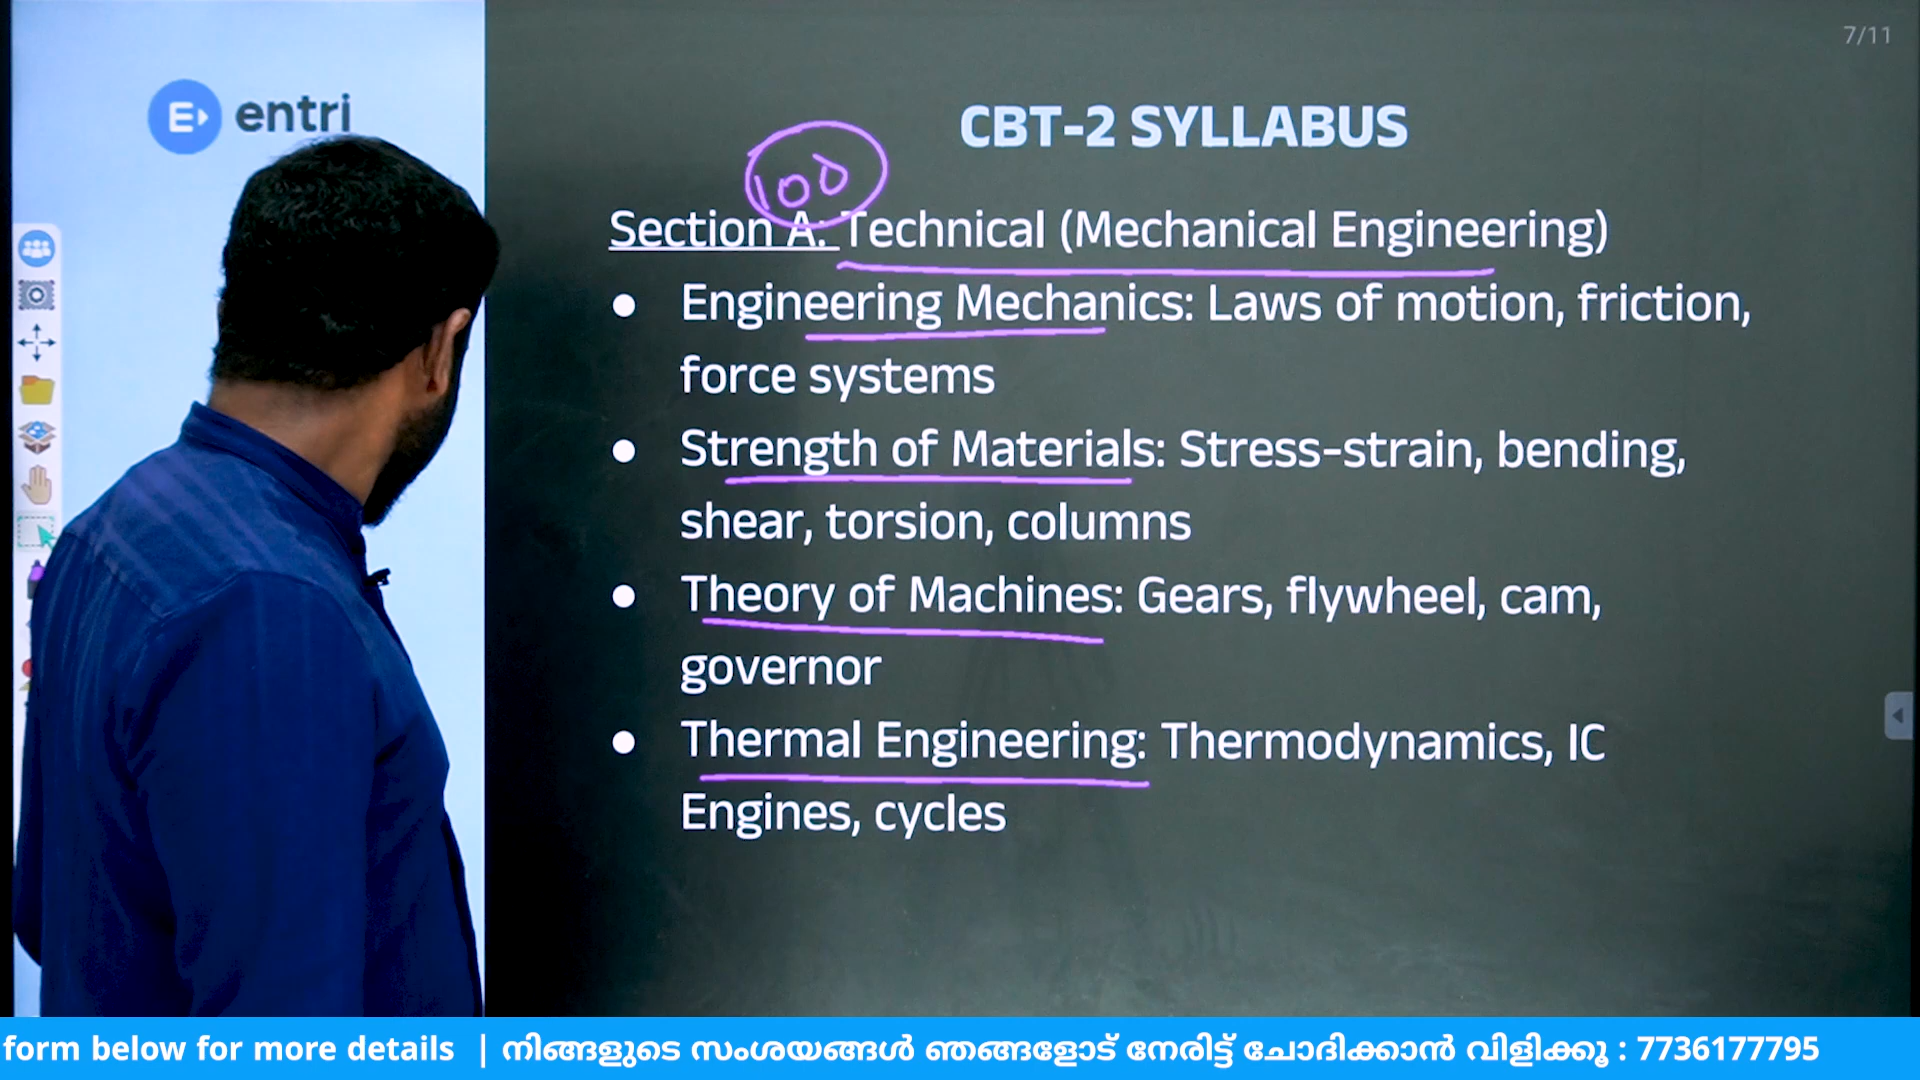 7/11
entri
CBT-2 SYLLABUS
100
Section A: Technical (Mechanical Engineering)
● Engineering Mechanics: Laws of motion, friction,
force systems
● Strength of Materials: Stress-strain, bending,
shear, torsion, columns
● Theory of Machines: Gears, flywheel, cam,
governor
● Thermal Engineering: Thermodynamics, IC
Engines, cycles
form below for more details | നിങ്ങളുടെ സംശയങ്ങൾ ഞങ്ങളോട് നേരിട്ട് ചോദിക്കാൻ വിളിക്കൂ : 7736177795